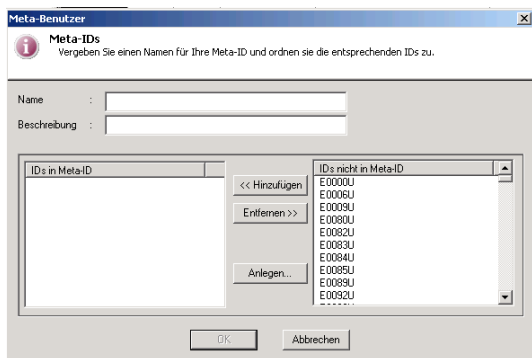 Meta-Benutzer
Meta-IDs
Vergeben Sie einen Namen für Ihre Meta-ID und ordnen sie die entsprechenden IDs zu.
Name :
Beschreibung :
IDs in Meta-ID
<< Hinzufügen
Entfernen >>
Anlegen...
IDs nicht in Meta-ID
E0000U
E0006U
E0009U
E0080U
E0082U
E0083U
E0084U
E0085U
E0089U
E0092U
OK
Abbrechen